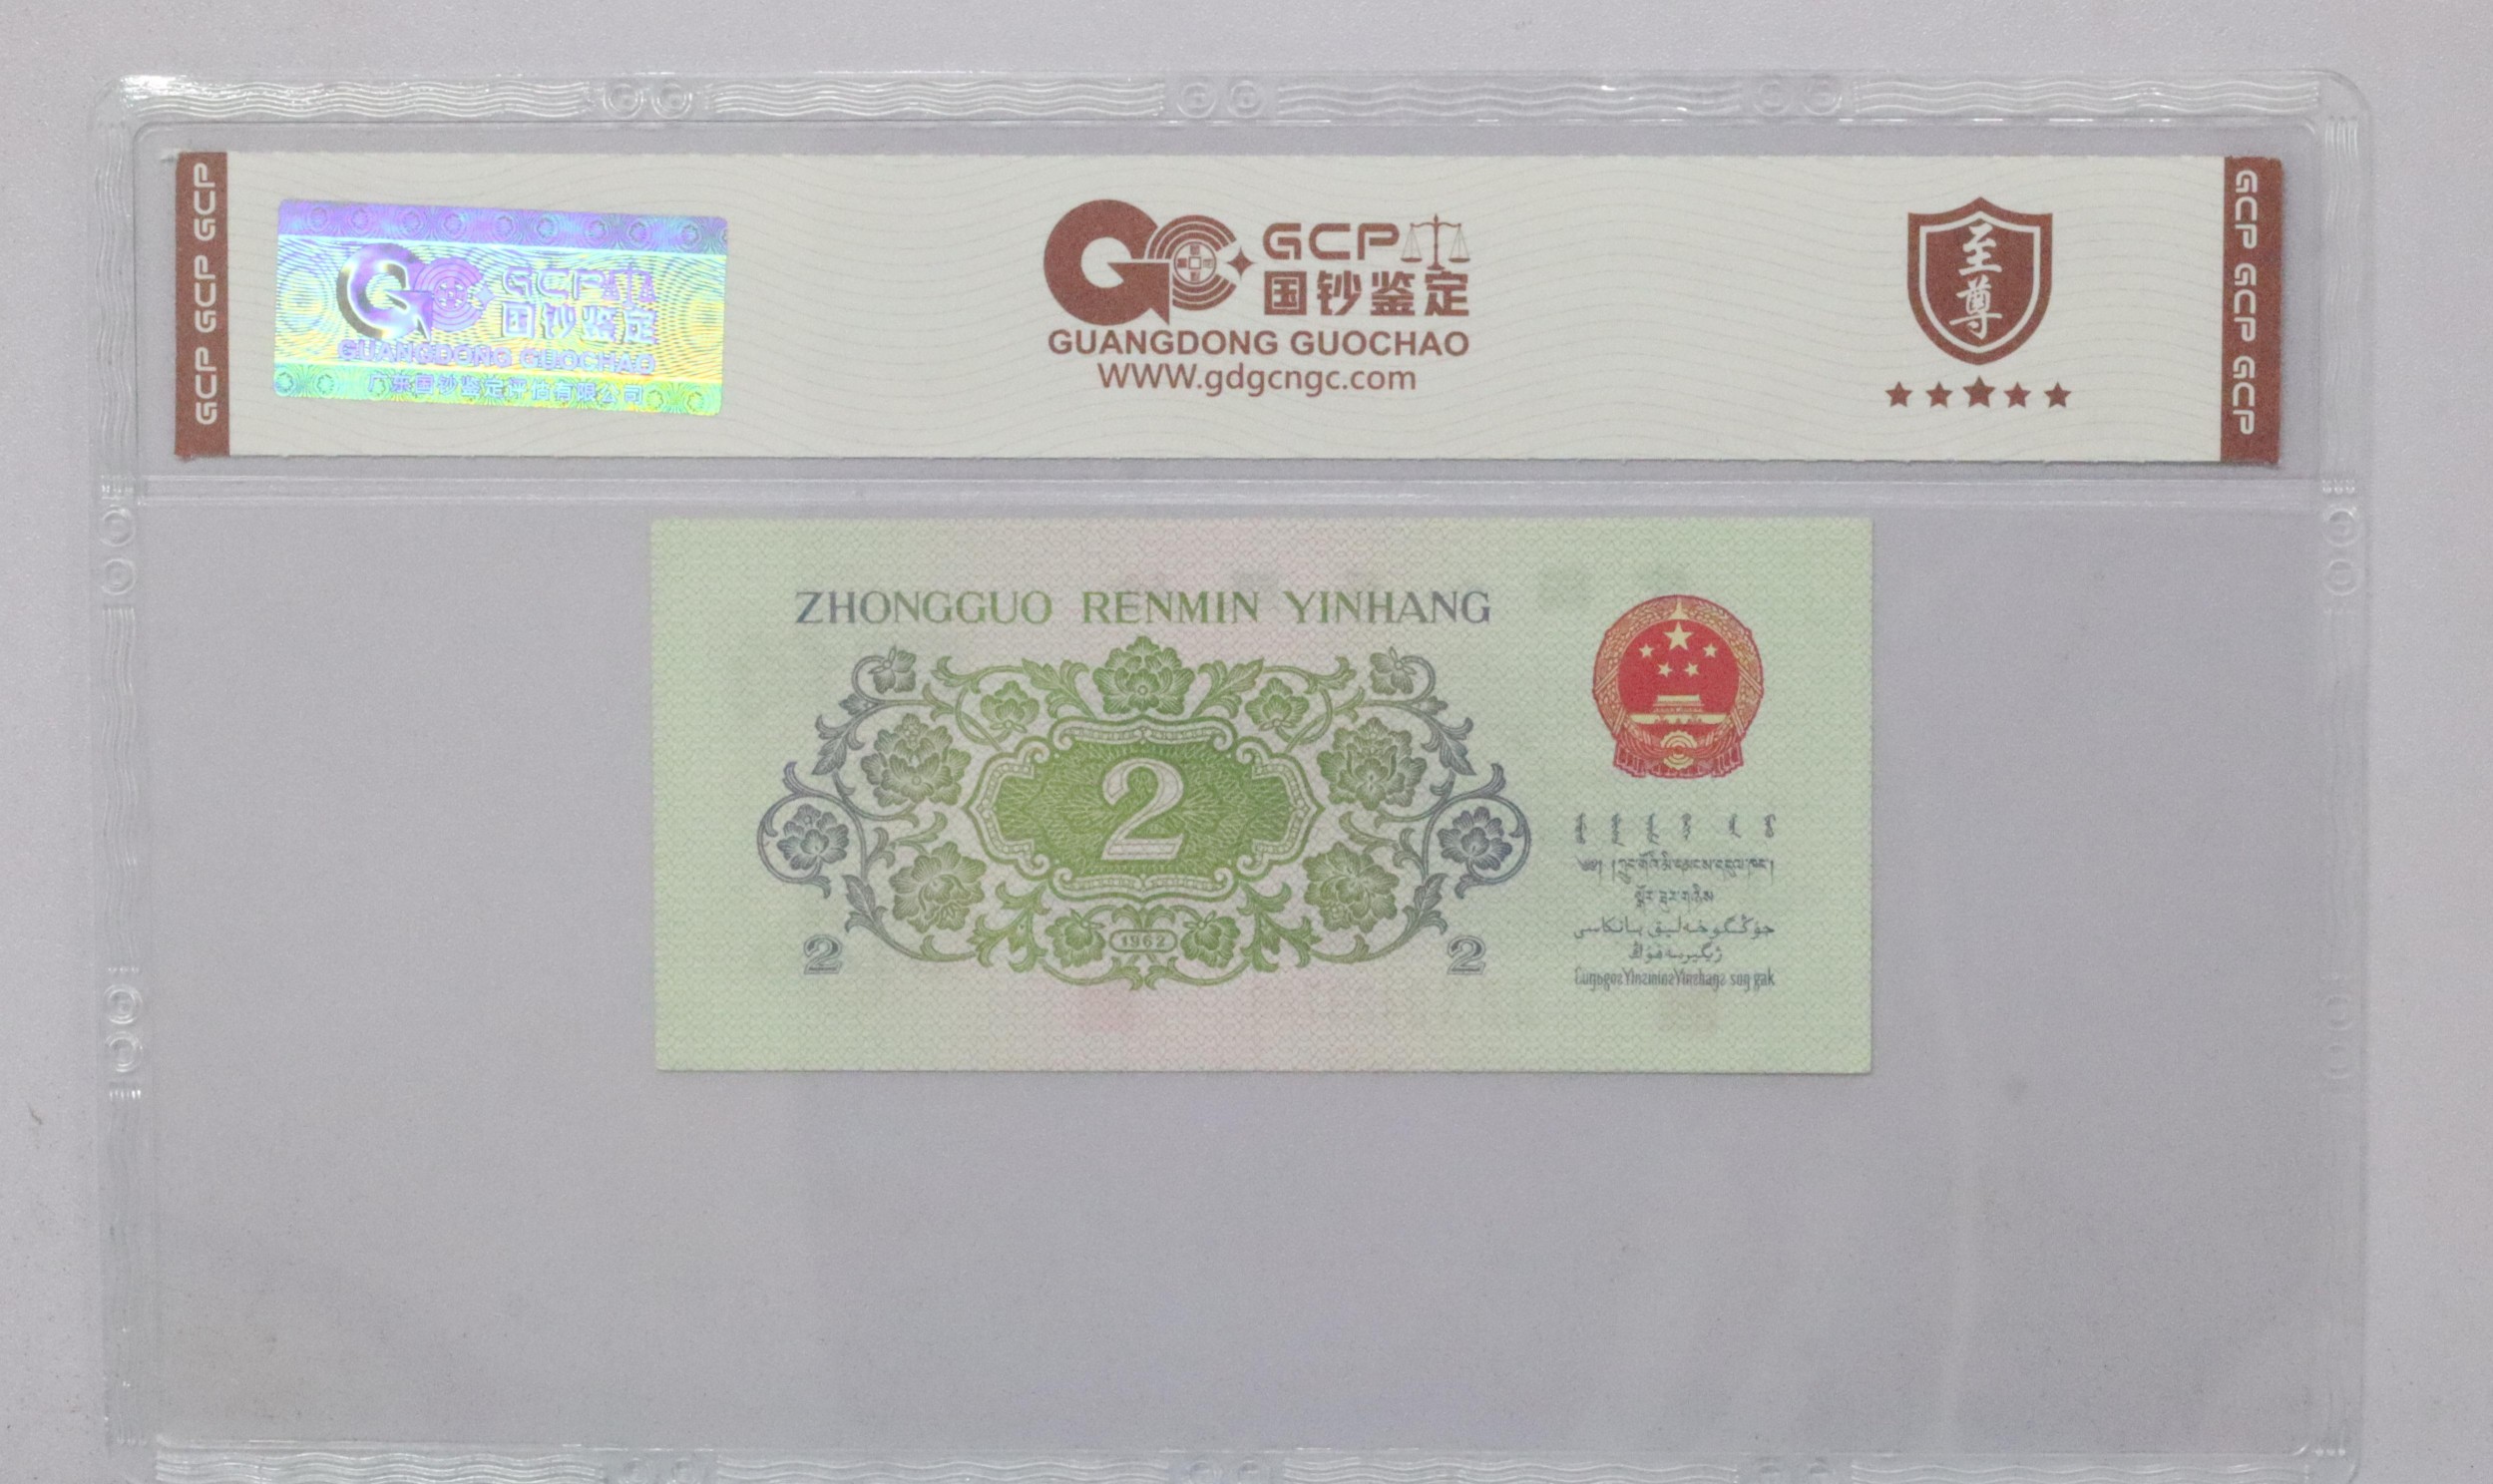 GCP GCP GCP
GCP
国钞鉴定
GUANGDONG GUOCHAO
广东国钞鉴定评估有限公司
GCP
国钞鉴定
GUANGDONG GUOCHAO
WWW.gdgcngc.com
至尊
GCP GCP GCP
ZHONGGUO RENMIN YINHANG
2
1962
2
2